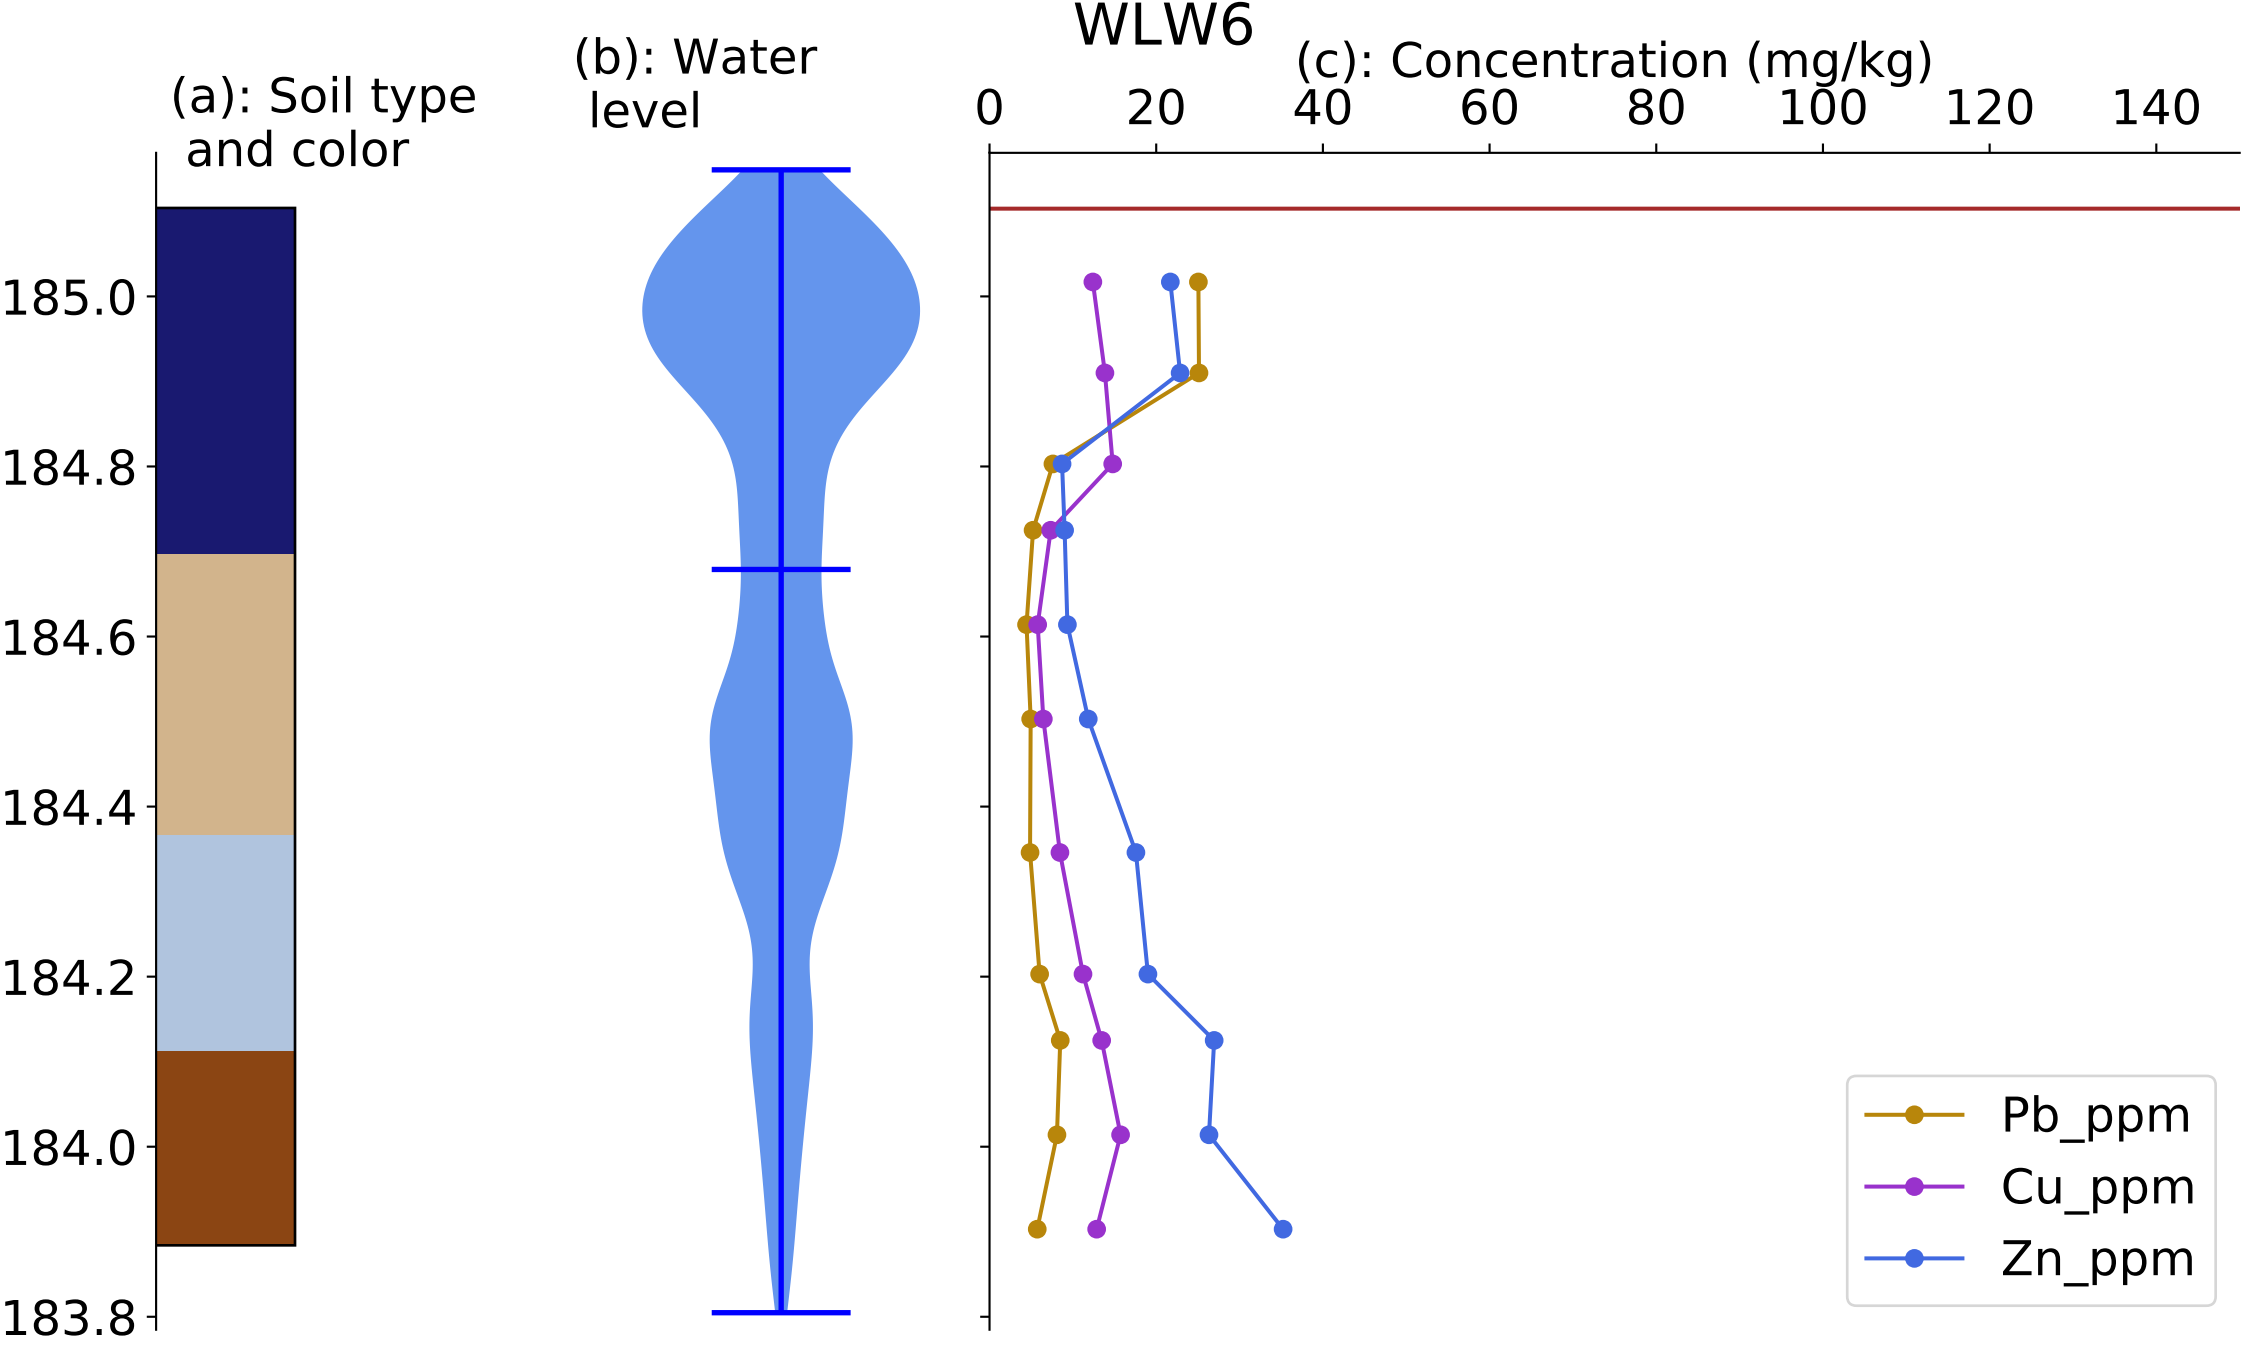 WLW6
(a): Soil type
and color
(b): Water
level
(c): Concentration (mg/kg)
0 20 40 60 80 100 120 140
185.0
184.8
184.6
184.4
184.2
184.0
183.8
Pb_ppm
Cu_ppm
Zn_ppm